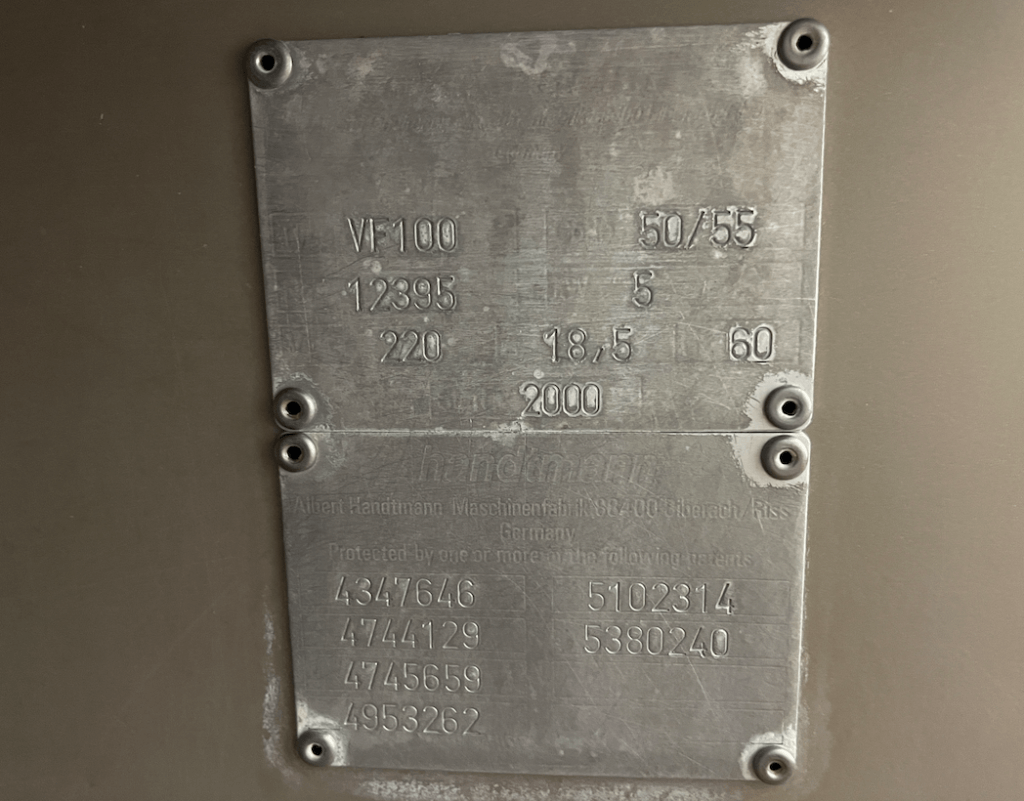 VF100 50/55
12395 kW 5
V 220 18,5 60
2000
handtmann
Albert Handtmann Maschinenfabrik 88400 Biberach/Riss
Germany
Protected by one or more of the following patents
4347646 5102314
4744129 5380240
4745659
4953262